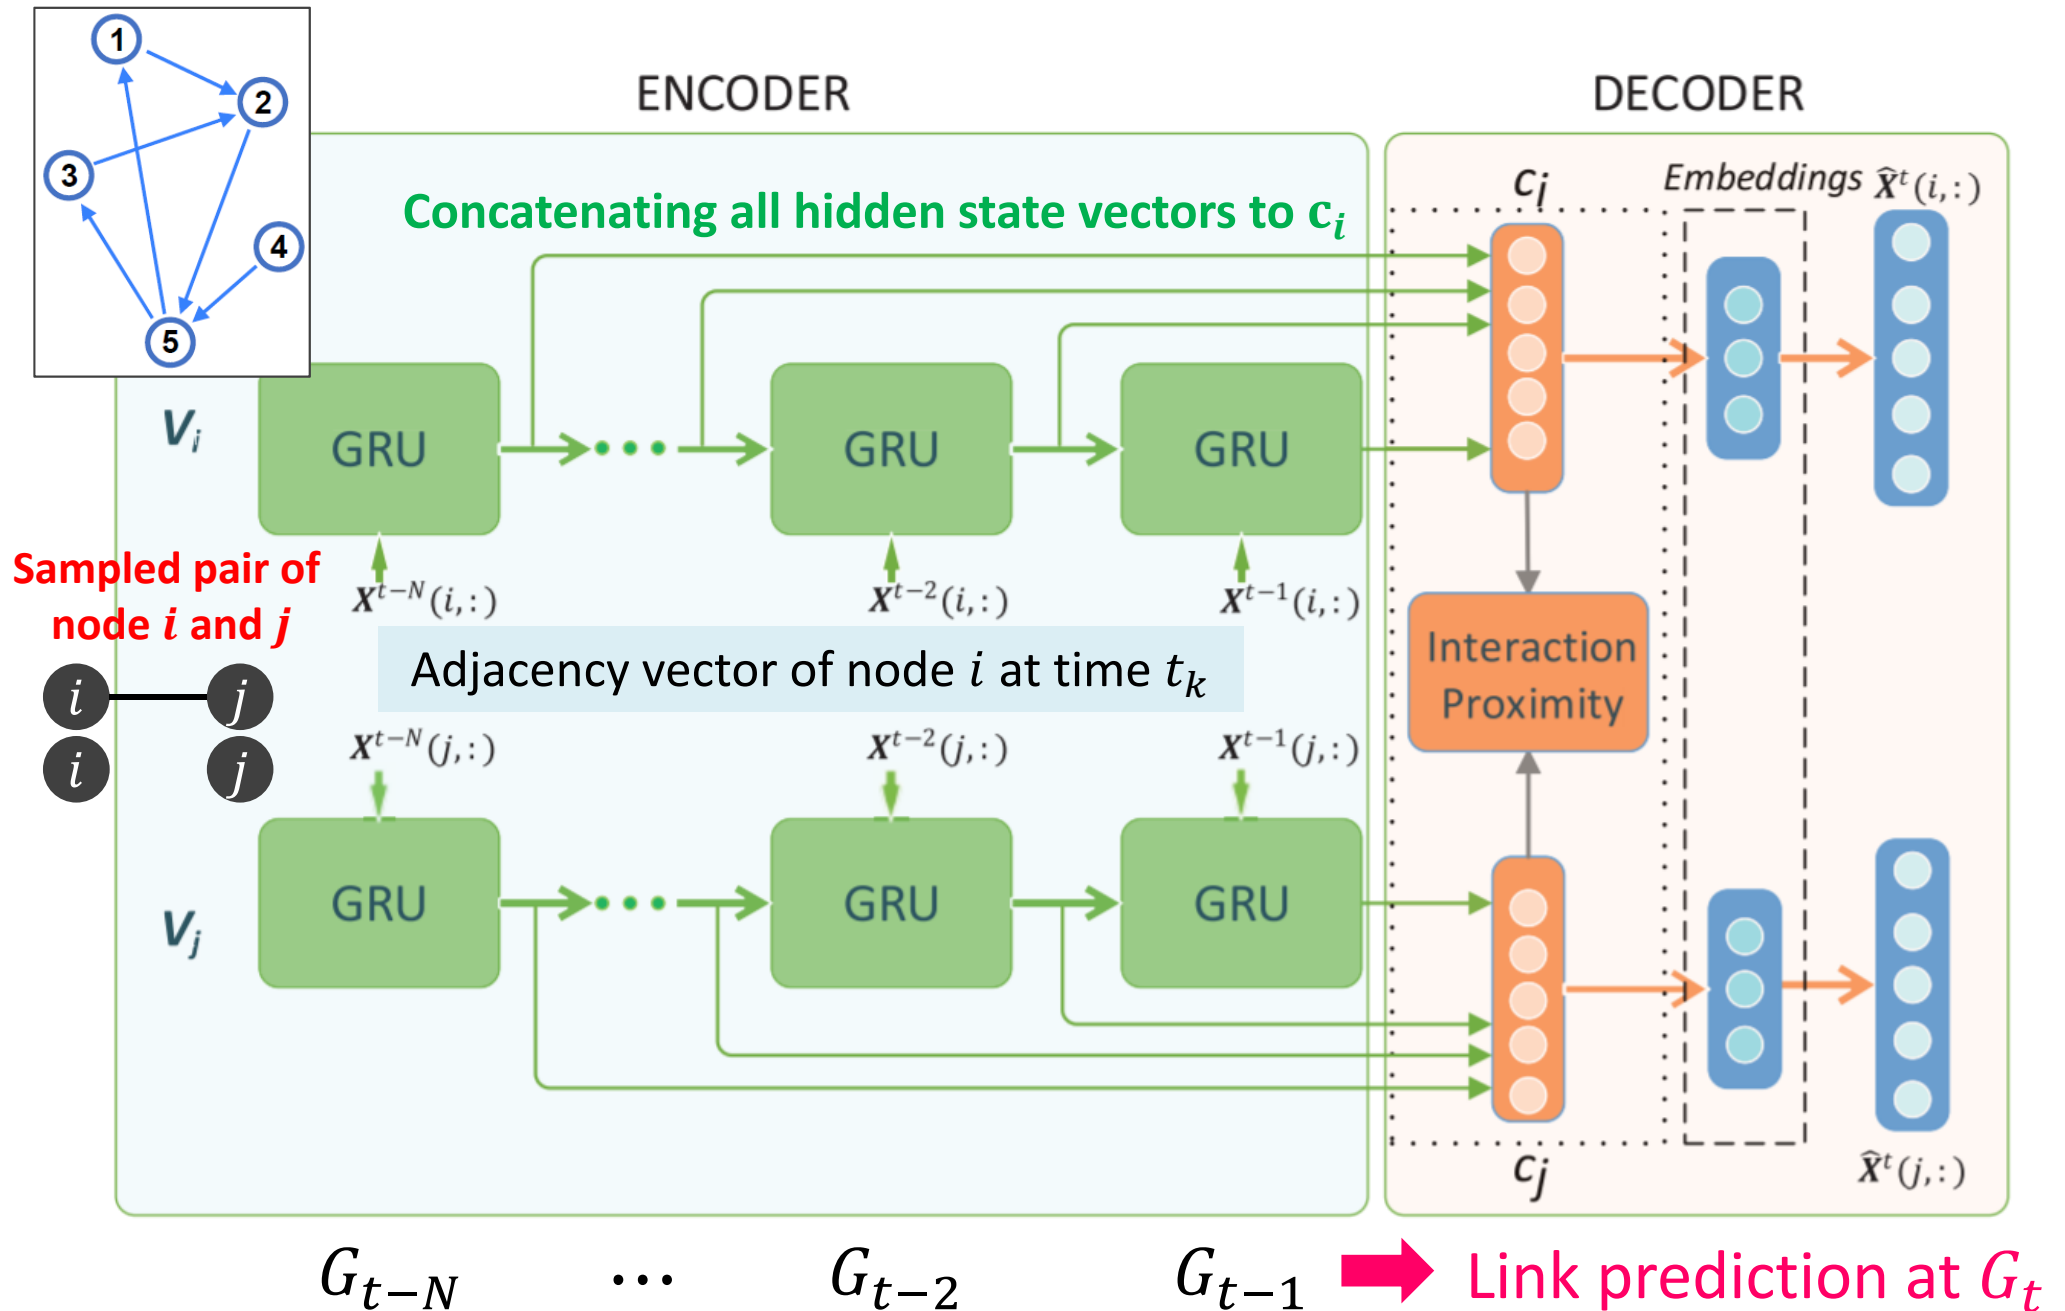 1
2
3
4
5
ENCODER
DECODER
Concatenating all hidden state vectors to c_i
c_i
Embeddings
X̂^t(i,:)
V_i
GRU
GRU
GRU
X^{t−N}(i,:)
X^{t−2}(i,:)
X^{t−1}(i,:)
Sampled pair of
node i and j
i
j
i
j
Adjacency vector of node i at time t_k
Interaction
Proximity
X^{t−N}(j,:)
X^{t−2}(j,:)
X^{t−1}(j,:)
V_j
GRU
GRU
GRU
c_j
X̂^t(j,:)
G_{t−N}
...
G_{t−2}
G_{t−1}
Link prediction at G_t